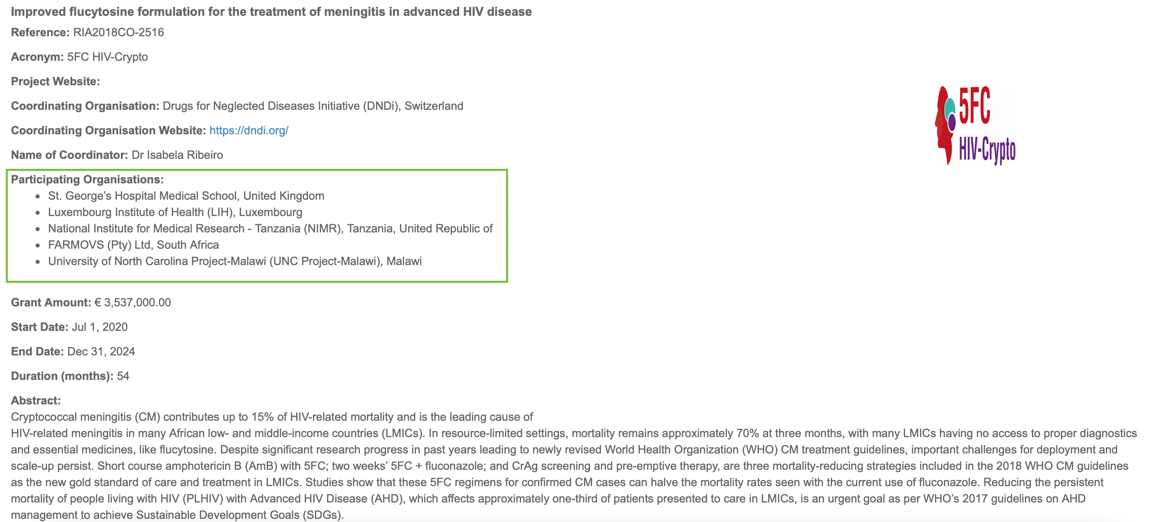 Improved flucytosine formulation for the treatment of meningitis in advanced HIV disease
Reference: RIA2018CO-2516
Acronym: 5FC HIV-Crypto
Project Website:
Coordinating Organisation: Drugs for Neglected Diseases Initiative (DNDi), Switzerland
Coordinating Organisation Website: https://dndi.org/
Name of Coordinator: Dr Isabela Ribeiro
5FC
HIV-Crypto
Participating Organisations:
• St. George’s Hospital Medical School, United Kingdom
• Luxembourg Institute of Health (LIH), Luxembourg
• National Institute for Medical Research - Tanzania (NIMR), Tanzania, United Republic of
• FARMOVS (Pty) Ltd, South Africa
• University of North Carolina Project-Malawi (UNC Project-Malawi), Malawi
Grant Amount: € 3,537,000.00
Start Date: Jul 1, 2020
End Date: Dec 31, 2024
Duration (months): 54
Abstract:
Cryptococcal meningitis (CM) contributes up to 15% of HIV-related mortality and is the leading cause of
HIV-related meningitis in many African low- and middle-income countries (LMICs). In resource-limited settings, mortality remains approximately 70% at three months, with many LMICs having no access to proper diagnostics
and essential medicines, like flucytosine. Despite significant research progress in past years leading to newly revised World Health Organization (WHO) CM treatment guidelines, important challenges for deployment and
scale-up persist. Short course amphotericin B (AmB) with 5FC; two weeks’ 5FC + fluconazole; and CrAg screening and pre-emptive therapy, are three mortality-reducing strategies included in the 2018 WHO CM guidelines
as the new gold standard of care and treatment in LMICs. Studies show that these 5FC regimens for confirmed CM cases can halve the mortality rates seen with the current use of fluconazole. Reducing the persistent
mortality of people living with HIV (PLHIV) with Advanced HIV Disease (AHD), which affects approximately one-third of patients presented to care in LMICs, is an urgent goal as per WHO’s 2017 guidelines on AHD
management to achieve Sustainable Development Goals (SDGs).